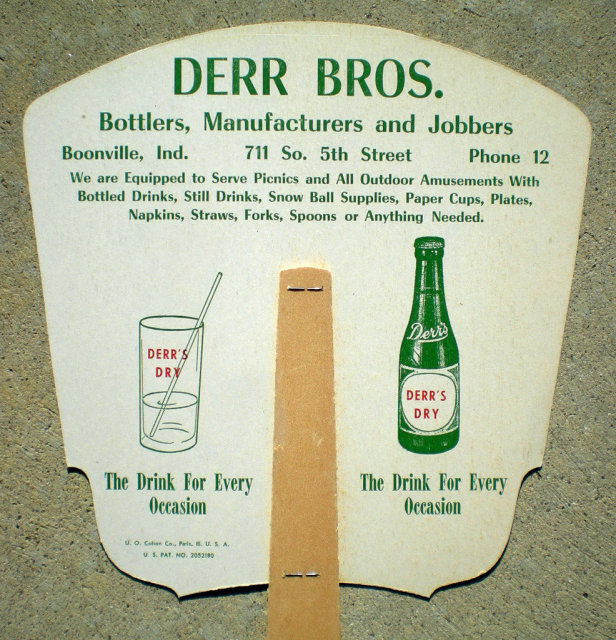 DERR BROS.
Bottlers, Manufacturers and Jobbers
Boonville, Ind. 711 So. 5th Street Phone 12
We are Equipped to Serve Picnics and All Outdoor Amusements With
Bottled Drinks, Still Drinks, Snow Ball Supplies, Paper Cups, Plates,
Napkins, Straws, Forks, Spoons or Anything Needed.
DERR'S
DRY
The Drink For Every
Occasion
Derr's
DERR'S
DRY
The Drink For Every
Occasion
U. O. Colson Co., Paris, Ill. U. S. A.
U. S. PAT. NO. 2052180